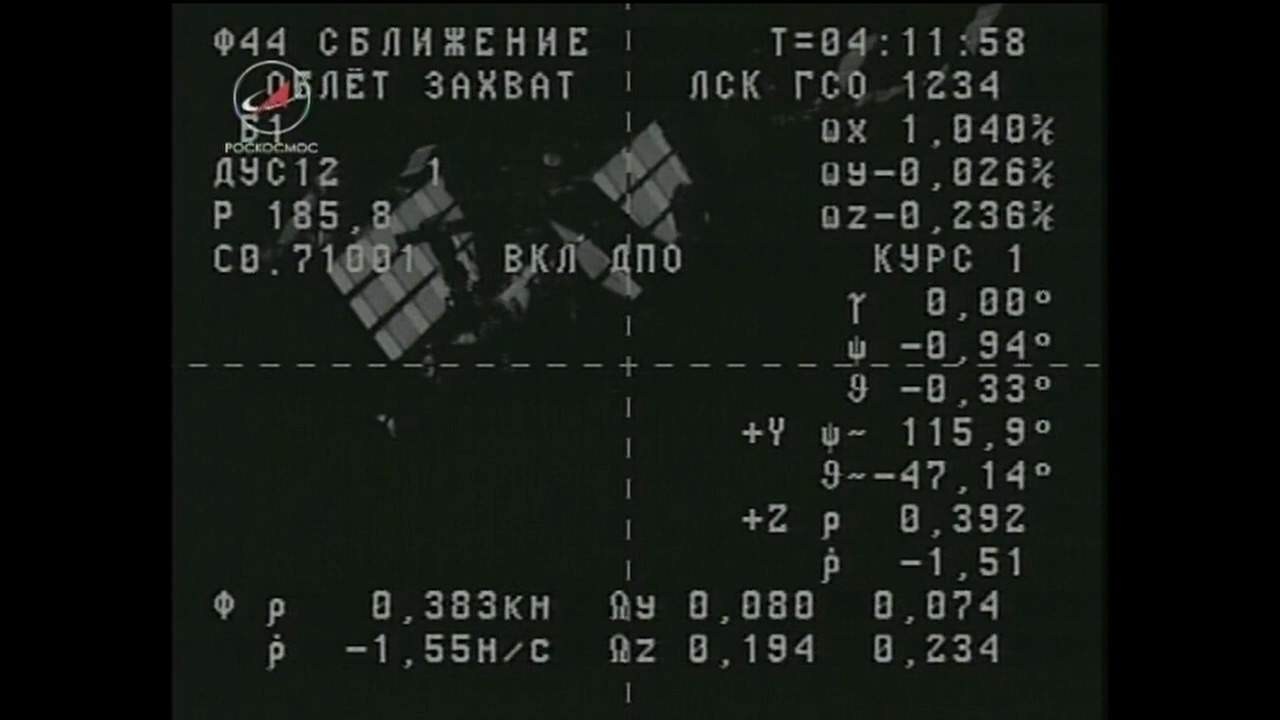 Ф44 СБЛИЖЕНИЕ T=04:11:58
ОБЛЁТ ЗАХВАТ ЛСК ГСО 1234
Б1 ΩX 1,040%
РОСКОСМОС
ДУС12 1 ΩY-0,026%
Р 185,8 ΩZ-0,236%
С0.71001 ВКЛ ДПО КУРС 1
γ 0,00°
ψ -0,94°
ϑ -0,33°
+Y ψ~ 115,9°
ϑ~-47,14°
+Z ρ 0,392
ρ̇ -1,51
Ф ρ 0,383км Ωy 0,080 0,074
ρ̇ -1,55м/с Ωz 0,194 0,234